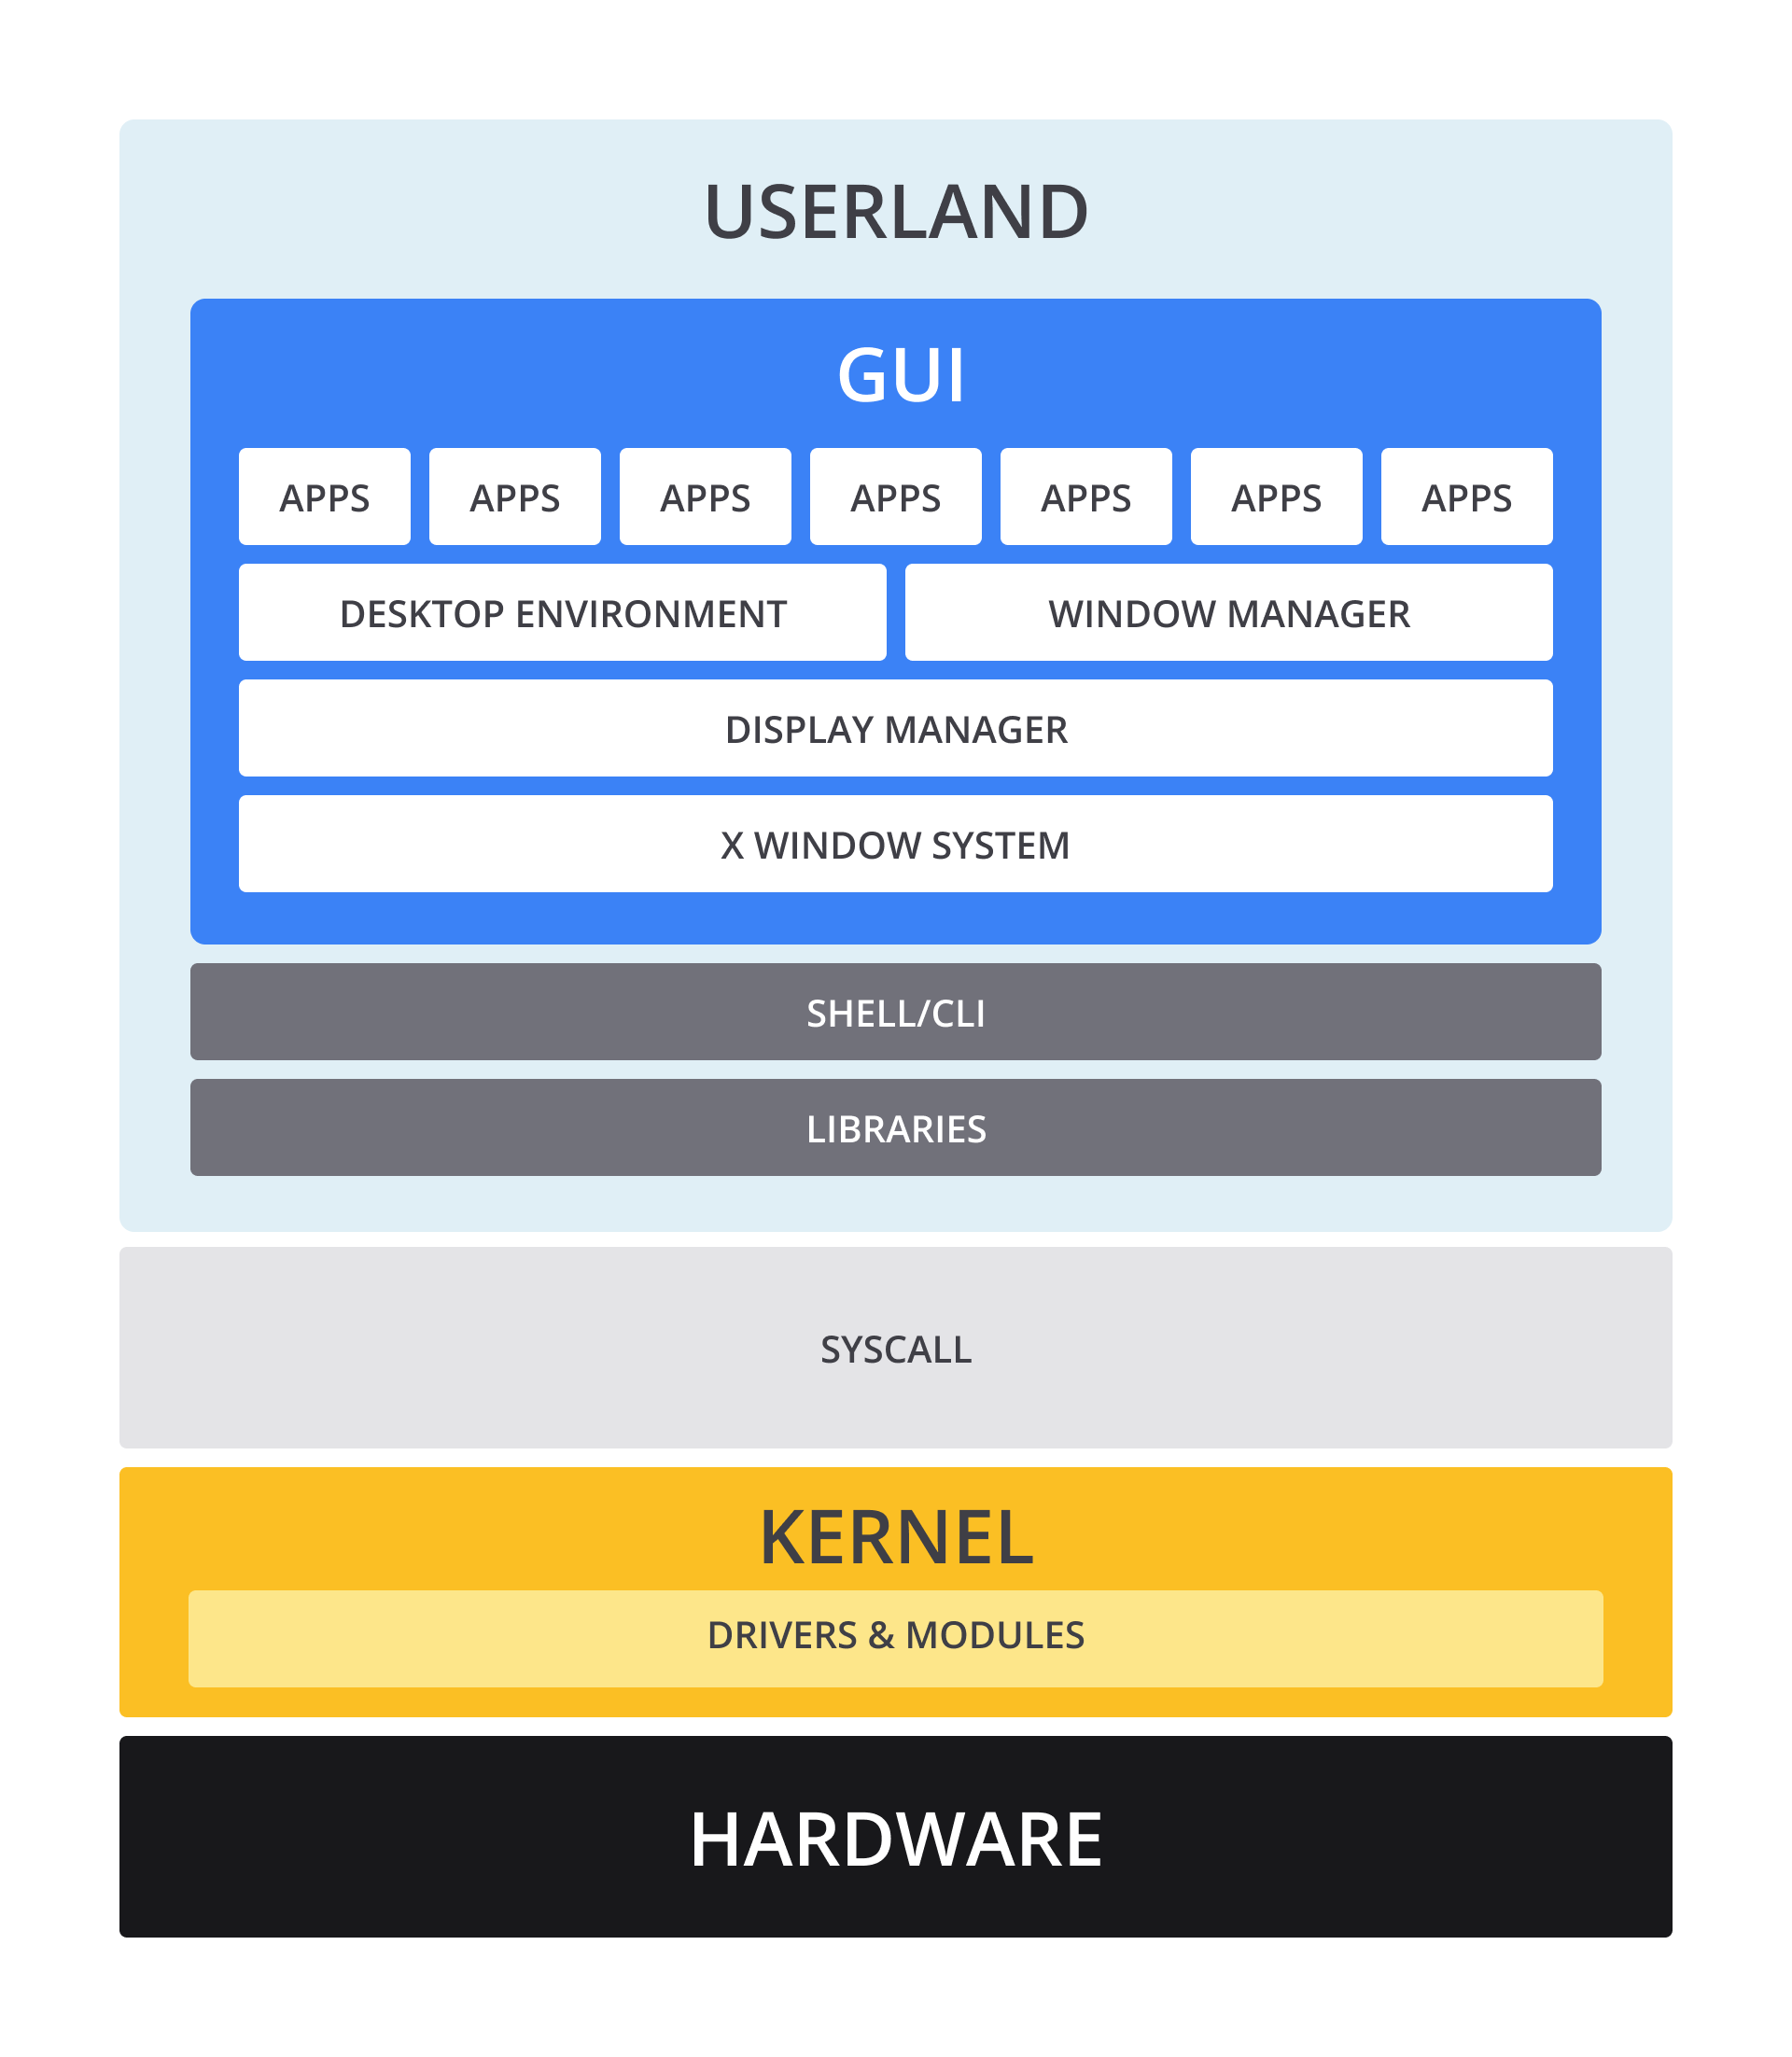 USERLAND
GUI
APPS APPS APPS APPS APPS APPS APPS
DESKTOP ENVIRONMENT WINDOW MANAGER
DISPLAY MANAGER
X WINDOW SYSTEM
SHELL/CLI
LIBRARIES
SYSCALL
KERNEL
DRIVERS & MODULES
HARDWARE